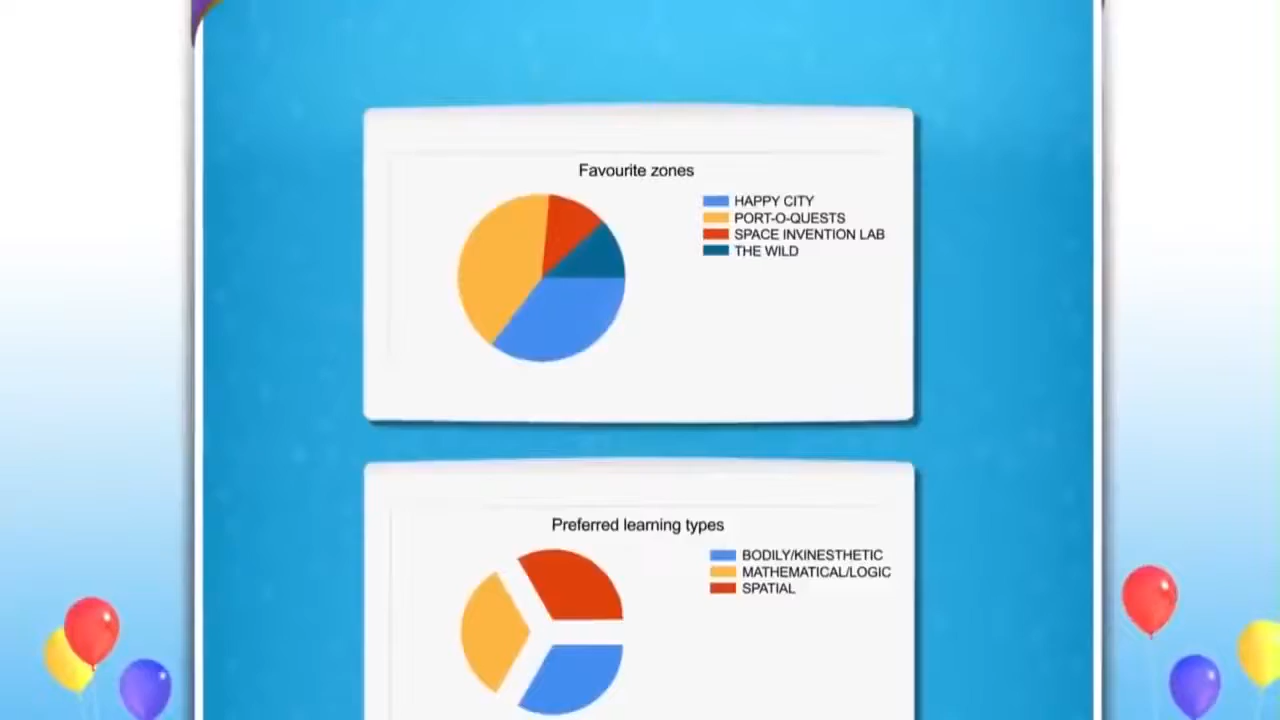 Favourite zones
HAPPY CITY
PORT-O-QUESTS
SPACE INVENTION LAB
THE WILD
Preferred learning types
BODILY/KINESTHETIC
MATHEMATICAL/LOGIC
SPATIAL